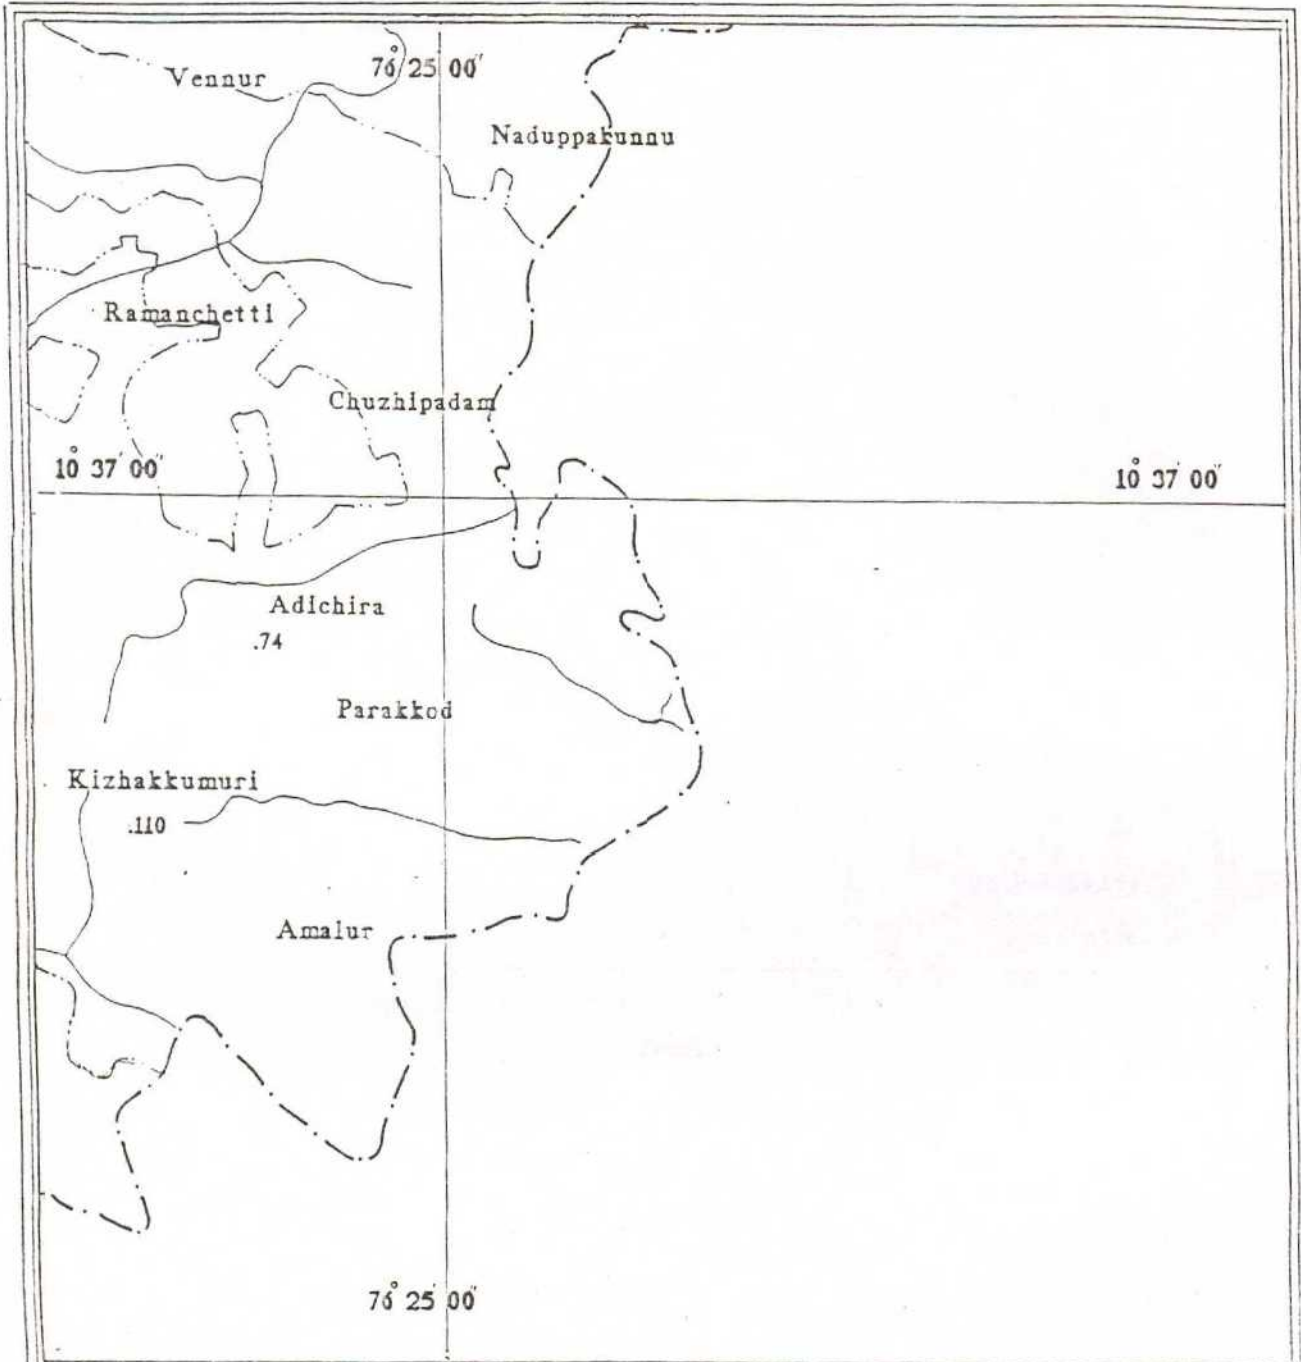 Vennur
76° 25' 00"
Naduppakunnu
Ramanchetti
Chuzhipadam
10° 37' 00"
10° 37' 00"
Adichira
.74
Parakkod
Kizhakkumuri
.110
Amalur
76° 25' 00"